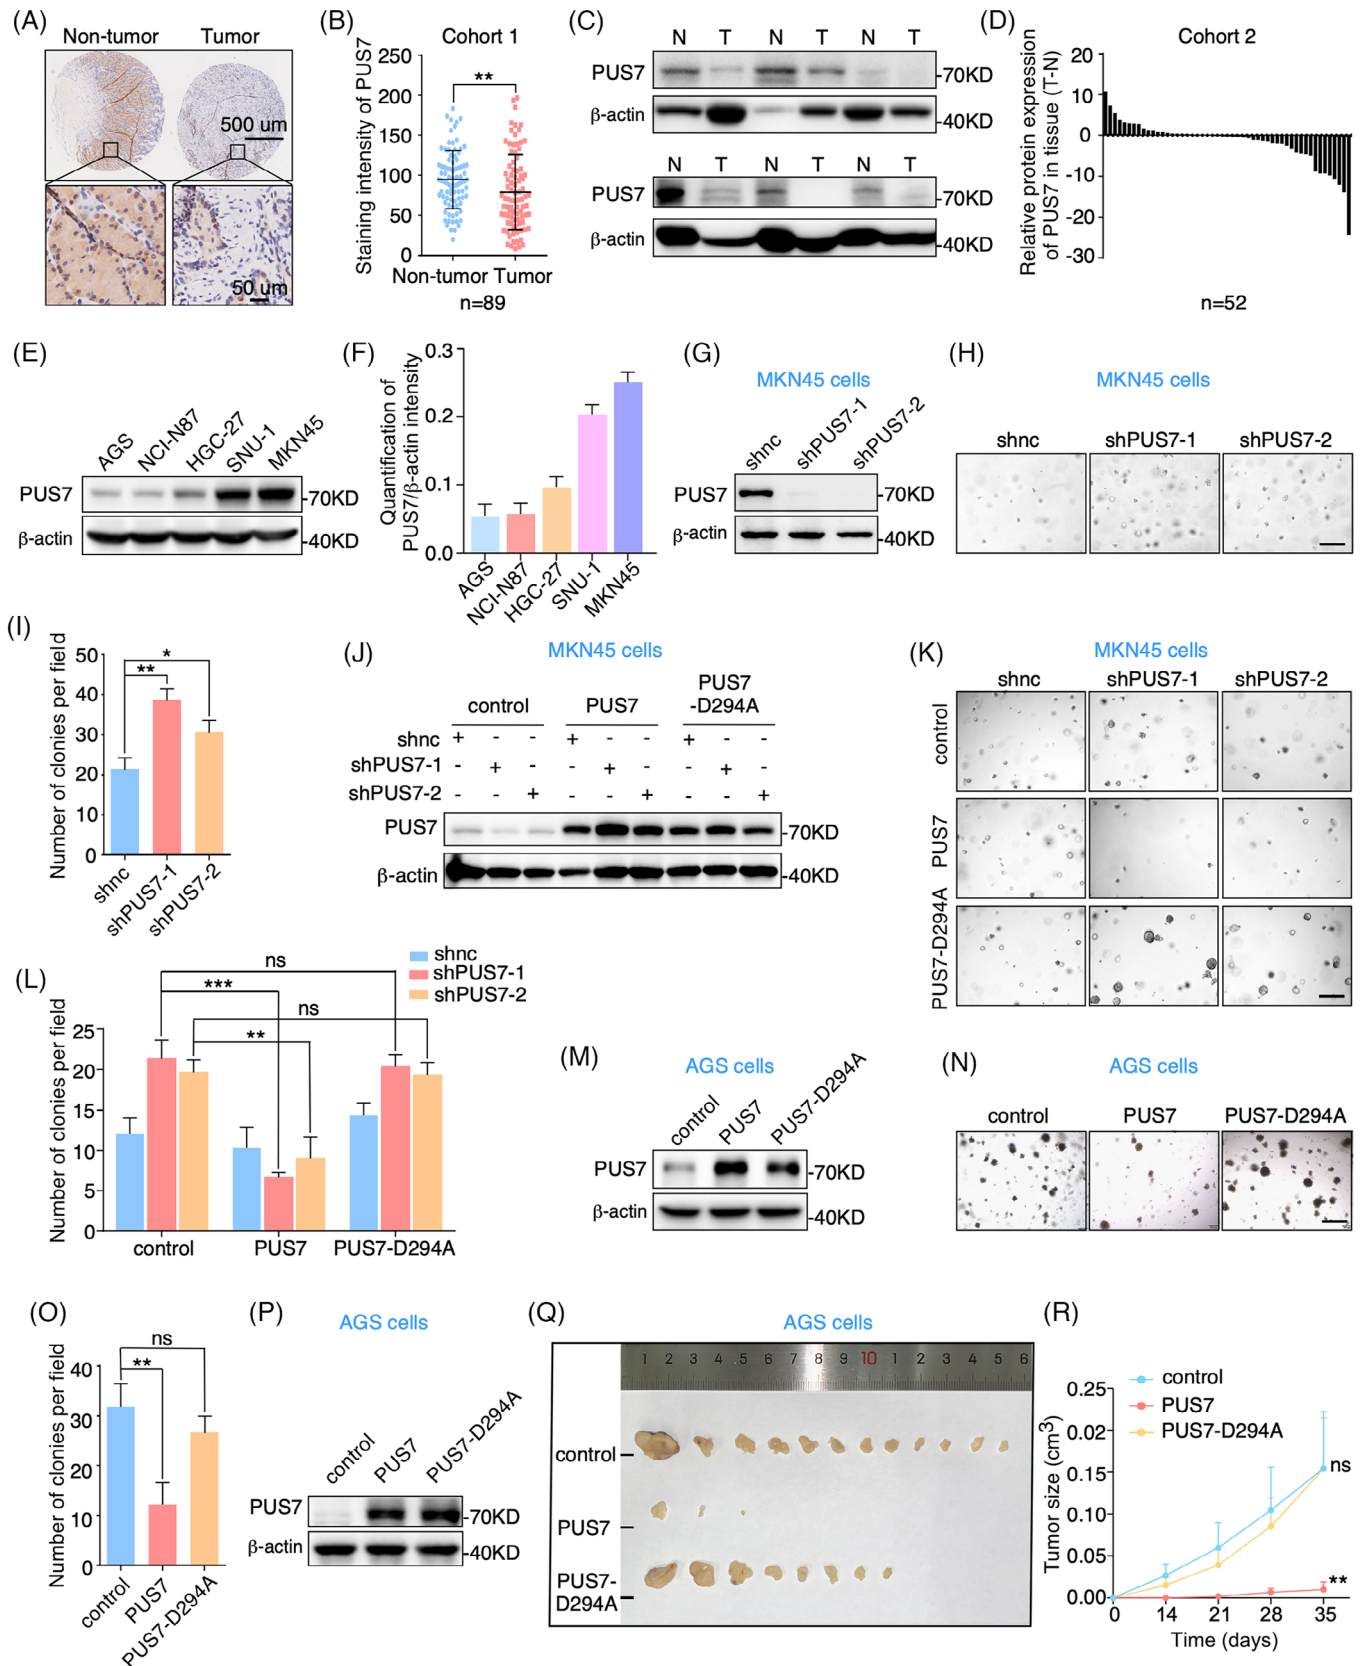 (A)
Non-tumor Tumor
500 um
50 um
(B)
Cohort 1
Staining intensity of PUS7
250
200
150
100
50
0
**
Non-tumor Tumor
n=89
(C)
N T N T N T
PUS7
-70KD
β-actin
-40KD
N T N T N T
PUS7
-70KD
β-actin
-40KD
(D)
Cohort 2
Relative protein expression
of PUS7 in tissue (T-N)
20
10
0
-10
-20
-30
n=52
(E)
AGS
NCI-N87
HGC-27
SNU-1
MKN45
PUS7
-70KD
β-actin
-40KD
(F)
Quantification of
PUS7/β-actin intensity
0.3
0.2
0.1
0.0
AGS
NCI-N87
HGC-27
SNU-1
MKN45
(G)
MKN45 cells
shnc
shPUS7-1
shPUS7-2
PUS7
-70KD
β-actin
-40KD
(H)
MKN45 cells
shnc shPUS7-1 shPUS7-2
(I)
Number of clonies per field
50
40
30
20
10
0
*
**
shnc
shPUS7-1
shPUS7-2
(J)
MKN45 cells
control PUS7 PUS7
-D294A
shnc + - - + - - + - -
shPUS7-1 - + - - + - - + -
shPUS7-2 - - + - - + - - +
PUS7
-70KD
β-actin
-40KD
(K)
MKN45 cells
shnc shPUS7-1 shPUS7-2
control
PUS7
PUS7-D294A
(L)
shnc
shPUS7-1
shPUS7-2
Number of clonies per field
25
20
15
10
5
0
ns
***
ns
**
control PUS7 PUS7-D294A
(M)
AGS cells
control
PUS7
PUS7-D294A
PUS7
-70KD
β-actin
-40KD
(N)
AGS cells
control PUS7 PUS7-D294A
(O)
Number of clonies per field
40
30
20
10
0
ns
**
control
PUS7
PUS7-D294A
(P)
AGS cells
control
PUS7
PUS7-D294A
PUS7
-70KD
β-actin
-40KD
(Q)
AGS cells
1 2 3 4 5 6 7 8 9 10 1 2 3 4 5 6
control
PUS7
PUS7-
D294A
(R)
control
PUS7
PUS7-D294A
Tumor size (cm³)
0.25
0.02
0.15
0.10
0.05
0.00
ns
**
0 14 21 28 35
Time (days)